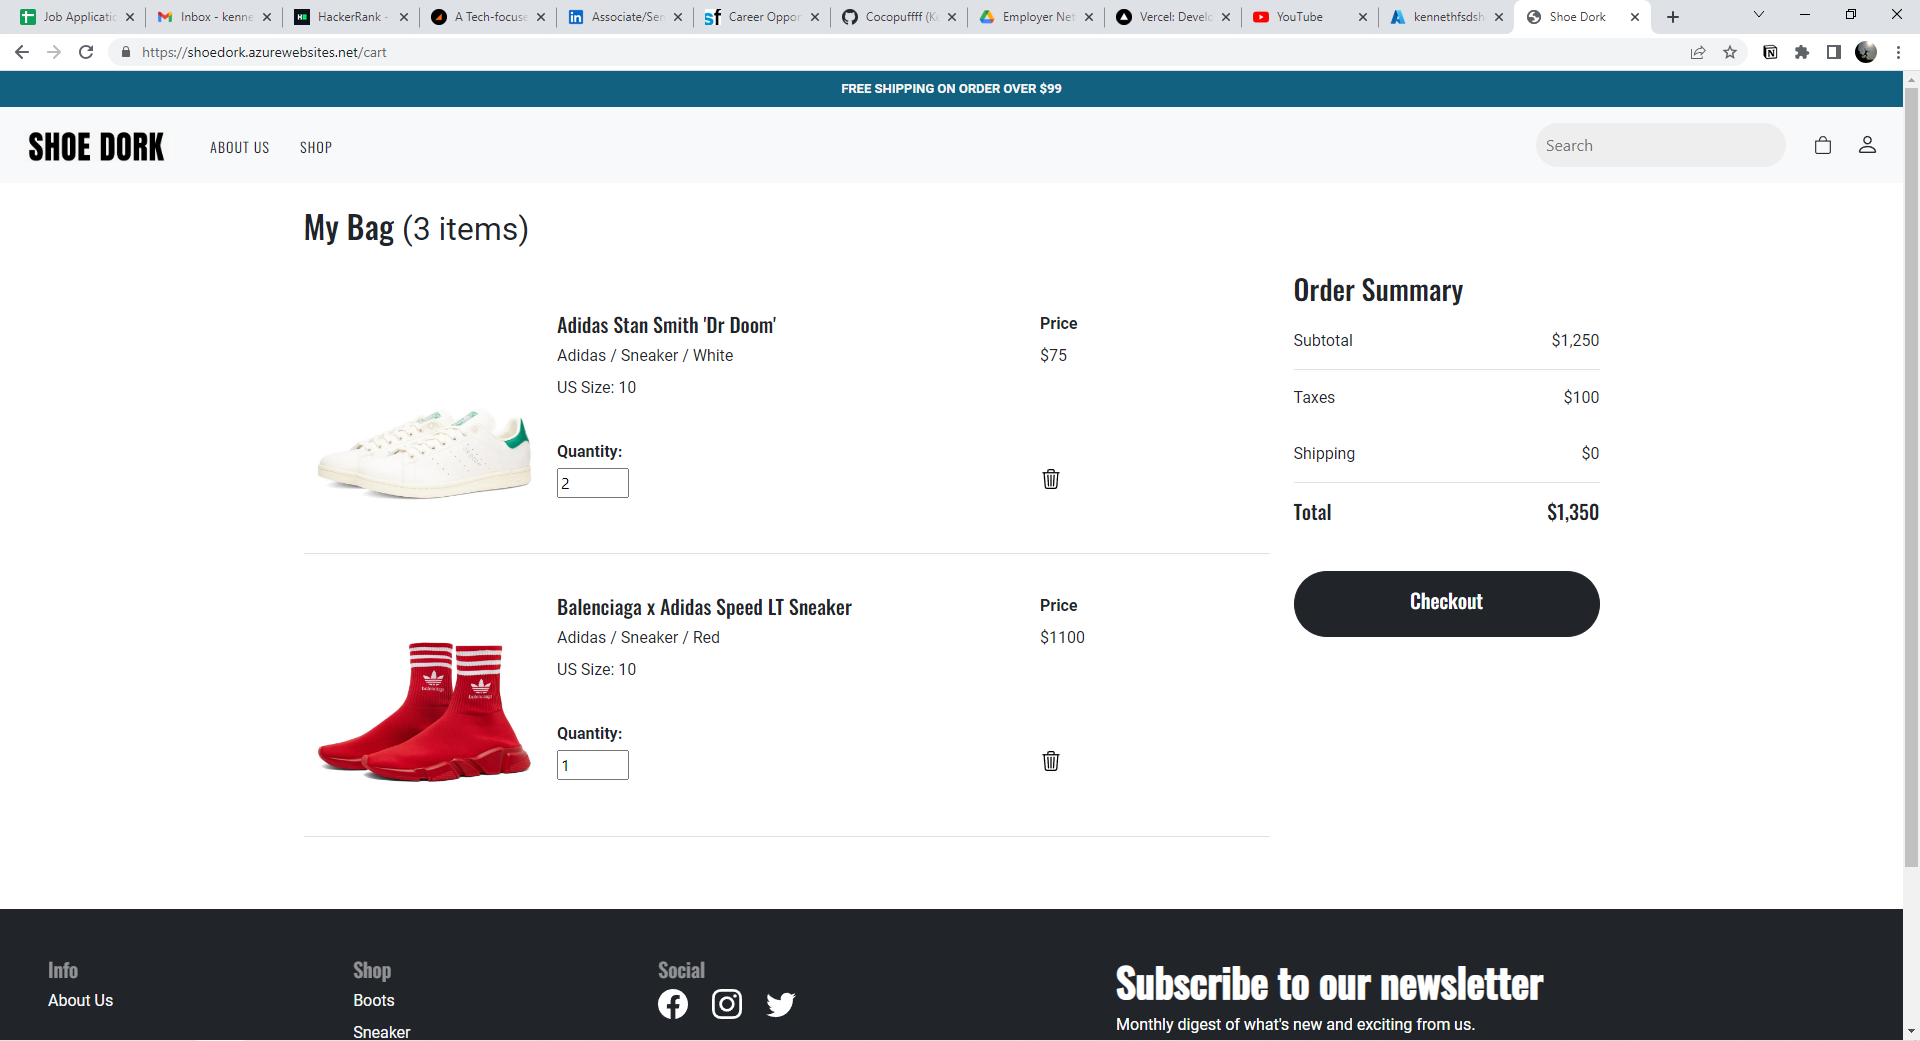 Job Applicatic
Inbox - kenne
HackerRank -
A Tech-focuse
Associate/Sen
Career Oppor
Cocopuffff (Ke
Employer Net
Vercel: Develo
YouTube
kennethfsdsh
Shoe Dork
https://shoedork.azurewebsites.net/cart
FREE SHIPPING ON ORDER OVER $99
SHOE DORK
ABOUT US
SHOP
Search
My Bag (3 items)
Adidas Stan Smith 'Dr Doom'
Adidas / Sneaker / White
US Size: 10
Price
$75
Quantity:
2
Balenciaga x Adidas Speed LT Sneaker
Adidas / Sneaker / Red
US Size: 10
Price
$1100
Quantity:
1
Order Summary
Subtotal $1,250
Taxes $100
Shipping $0
Total $1,350
Checkout
Info
About Us
Shop
Boots
Sneaker
Social
Subscribe to our newsletter
Monthly digest of what's new and exciting from us.